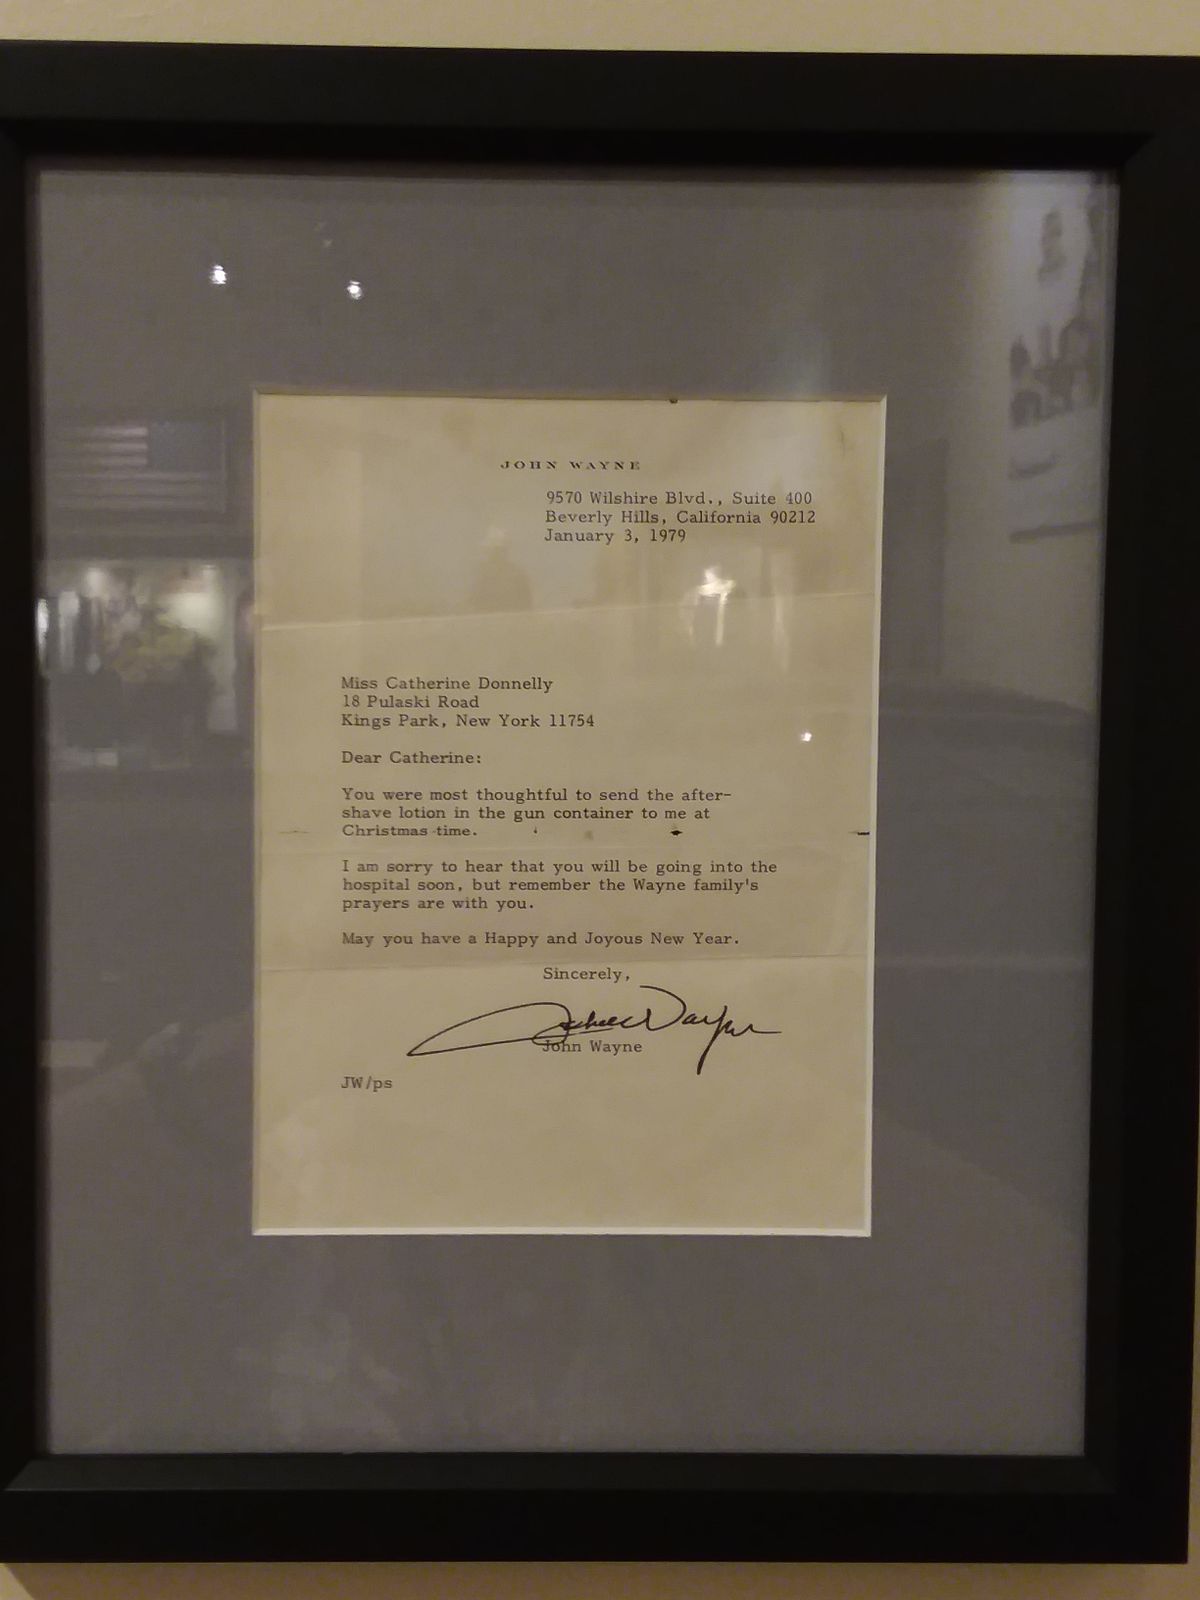 JOHN WAYNE
9570 Wilshire Blvd., Suite 400
Beverly Hills, California 90212
January 3, 1979
Miss Catherine Donnelly
18 Pulaski Road
Kings Park, New York 11754
Dear Catherine:
You were most thoughtful to send the after-
shave lotion in the gun container to me at
Christmas time.
I am sorry to hear that you will be going into the
hospital soon, but remember the Wayne family's
prayers are with you.
May you have a Happy and Joyous New Year.
Sincerely,
Wayne
John Wayne
JW/ps